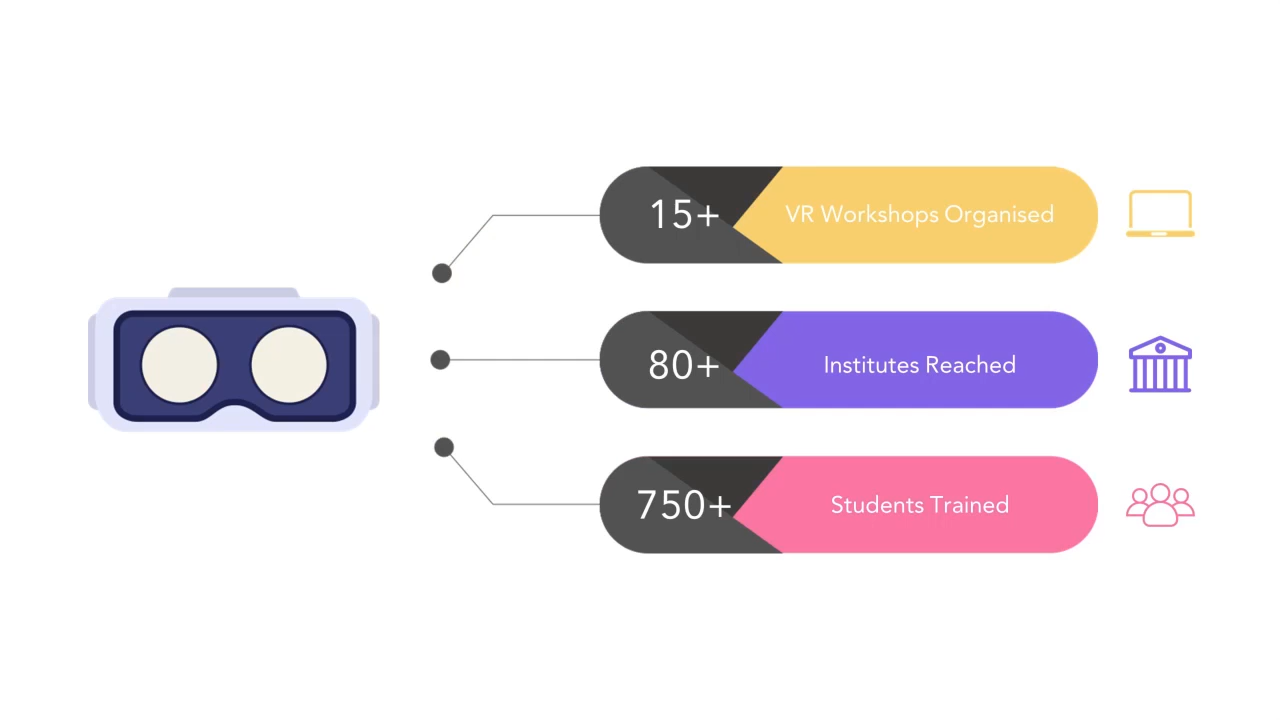 15+ VR Workshops Organised
80+ Institutes Reached
750+ Students Trained